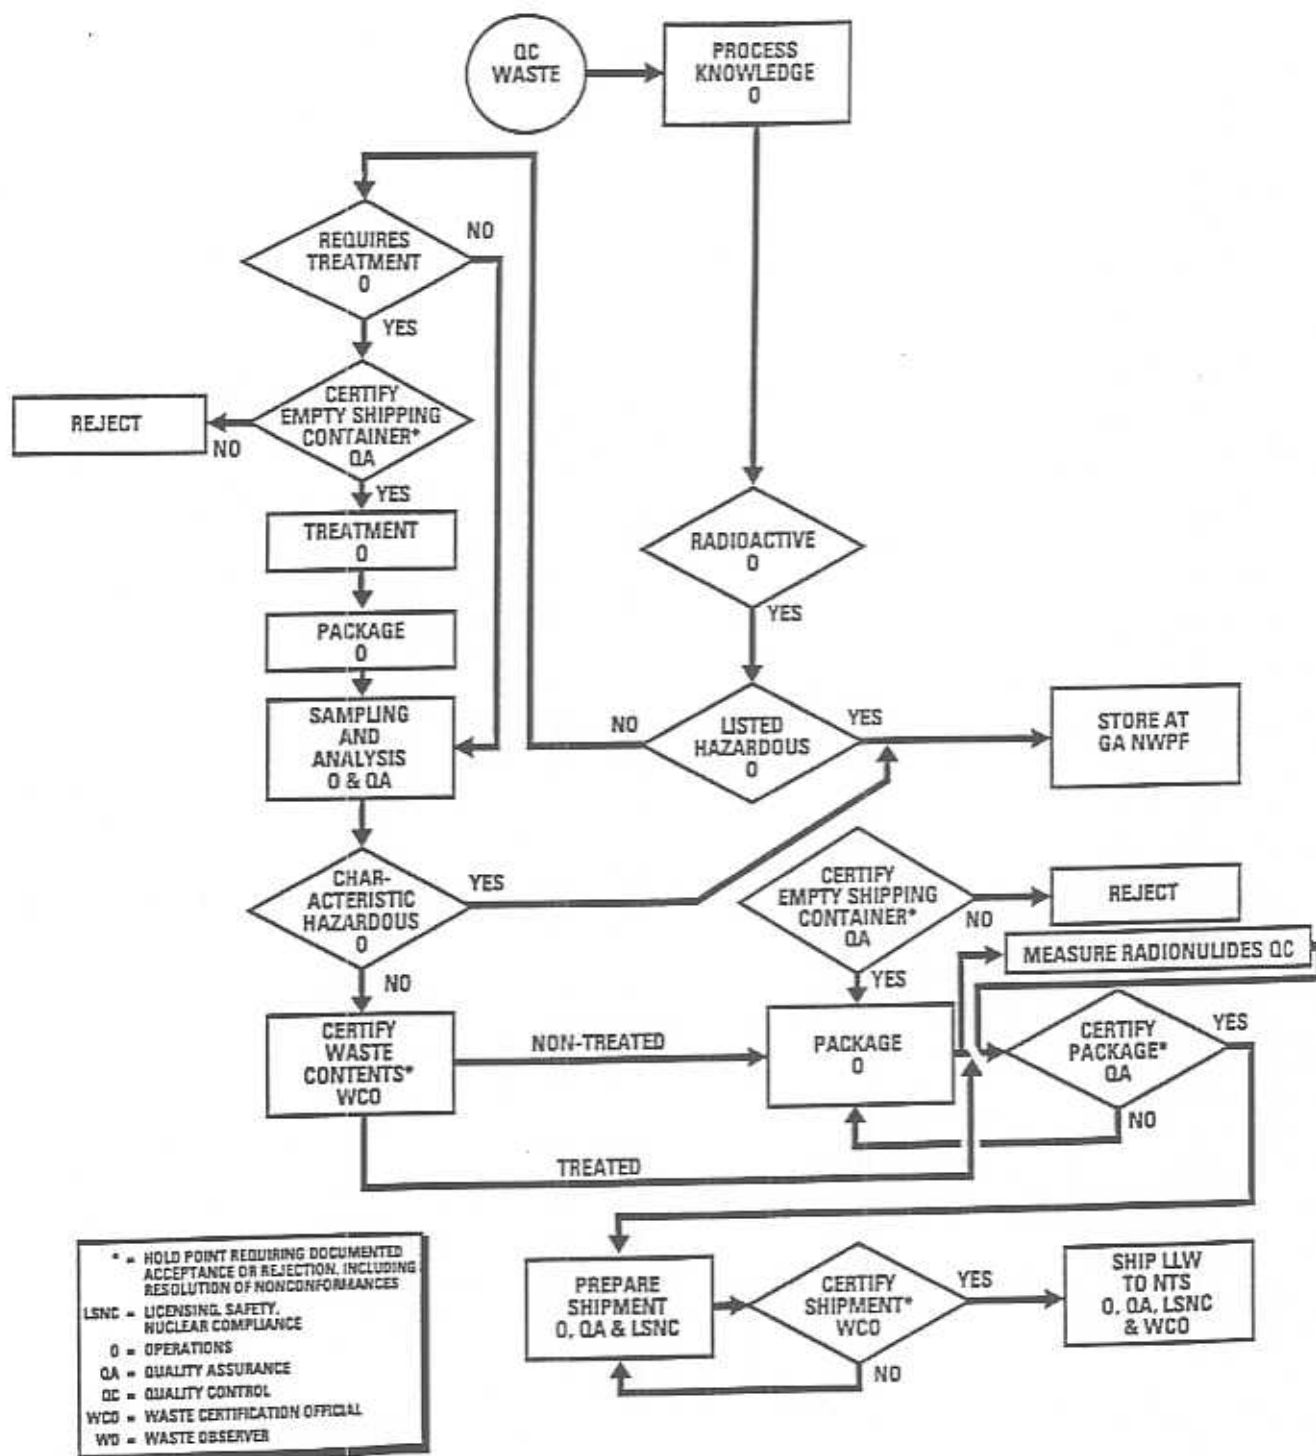 QC
WASTE
PROCESS
KNOWLEDGE
O
REQUIRES
TREATMENT
O
NO
YES
CERTIFY
EMPTY SHIPPING
CONTAINER*
QA
REJECT
NO
YES
TREATMENT
O
RADIOACTIVE
O
YES
PACKAGE
O
SAMPLING
AND
ANALYSIS
O & QA
NO
LISTED
HAZARDOUS
O
YES
STORE AT
GA NWPF
CHAR-
ACTERISTIC
HAZARDOUS
O
YES
NO
CERTIFY
EMPTY SHIPPING
CONTAINER*
QA
NO
REJECT
YES
MEASURE RADIONULIDES QC
CERTIFY
WASTE
CONTENTS*
WCO
NON-TREATED
PACKAGE
O
CERTIFY
PACKAGE*
QA
YES
NO
TREATED
PREPARE
SHIPMENT
O, QA & LSNC
CERTIFY
SHIPMENT*
WCO
YES
NO
SHIP LLW
TO NTS
O, QA, LSNC
& WCO
* = HOLD POINT REQUIRING DOCUMENTED
ACCEPTANCE OR REJECTION, INCLUDING
RESOLUTION OF NONCONFORMANCES
LSNC = LICENSING, SAFETY,
NUCLEAR COMPLIANCE
O = OPERATIONS
QA = QUALITY ASSURANCE
QC = QUALITY CONTROL
WCO = WASTE CERTIFICATION OFFICIAL
WO = WASTE OBSERVER